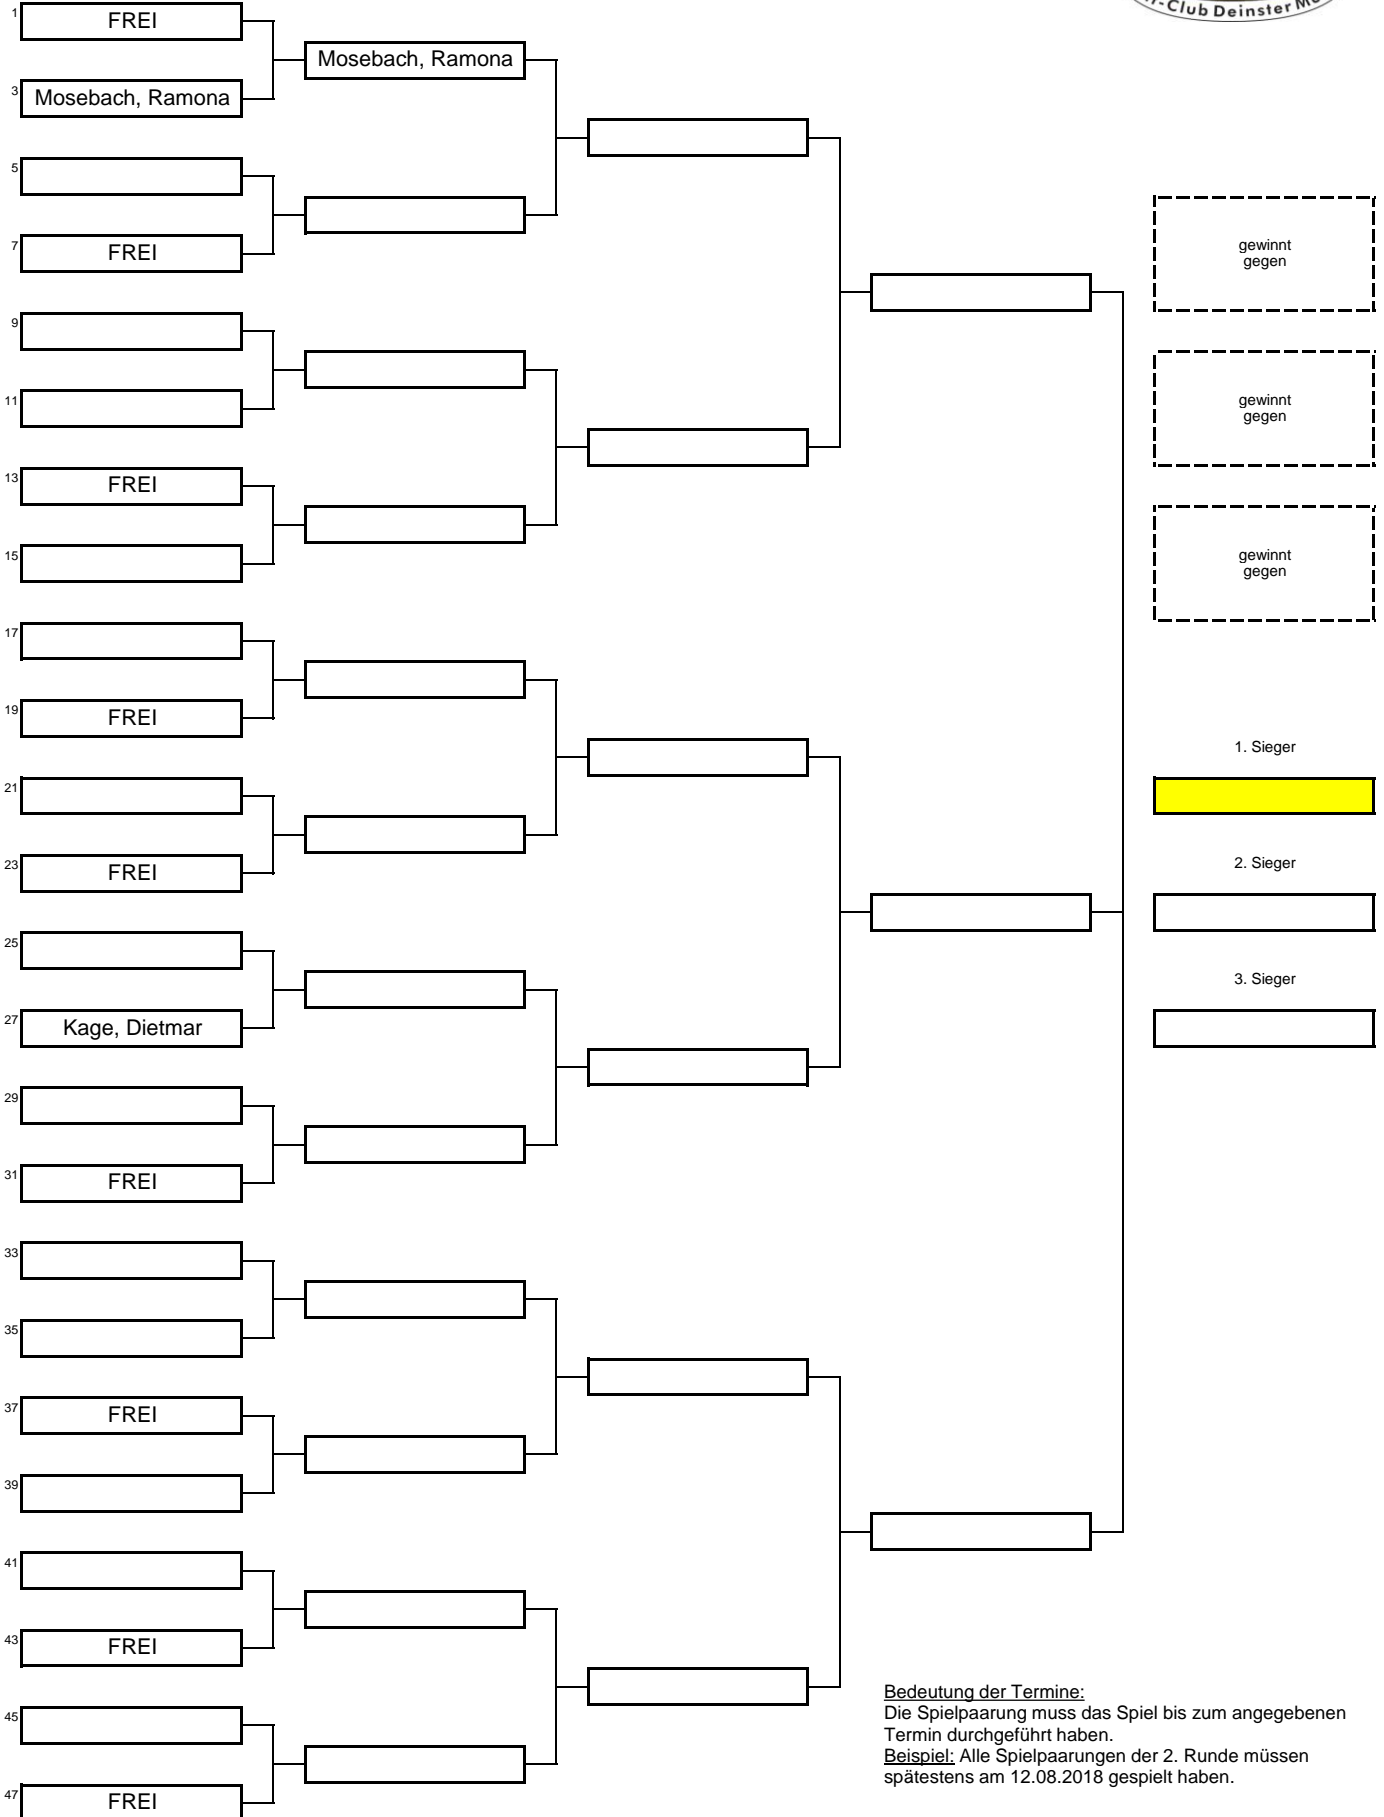 -Club Deinster
1
FREI
Mosebach, Ramona
3
Mosebach, Ramona
5
7
FREI
gewinnt
gegen
9
11
gewinnt
gegen
13
FREI
15
gewinnt
gegen
17
19
FREI
1. Sieger
21
23
FREI
2. Sieger
25
3. Sieger
27
Kage, Dietmar
29
31
FREI
33
35
37
FREI
39
41
43
FREI
45
47
FREI
Bedeutung der Termine:
Die Spielpaarung muss das Spiel bis zum angegebenen
Termin durchgeführt haben.
Beispiel: Alle Spielpaarungen der 2. Runde müssen
spätestens am 12.08.2018 gespielt haben.